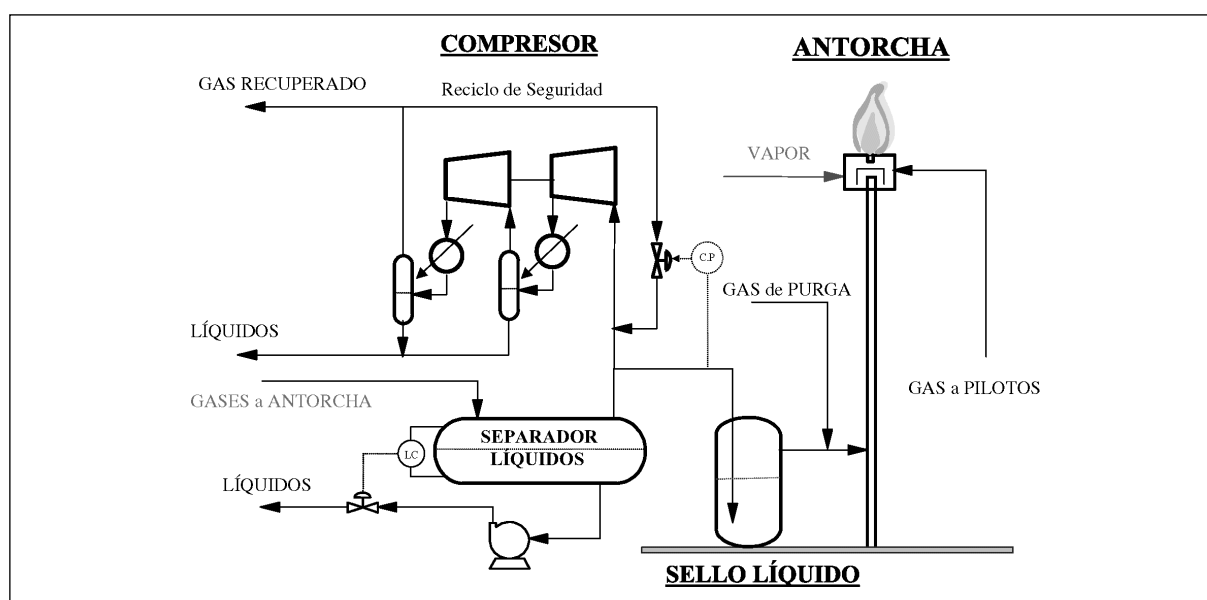 COMPRESOR
ANTORCHA
GAS RECUPERADO
Reciclo de Seguridad
VAPOR
C.P
GAS de PURGA
LÍQUIDOS
GASES a ANTORCHA
GAS a PILOTOS
SEPARADOR
LÍQUIDOS
LC
LÍQUIDOS
SELLO LÍQUIDO